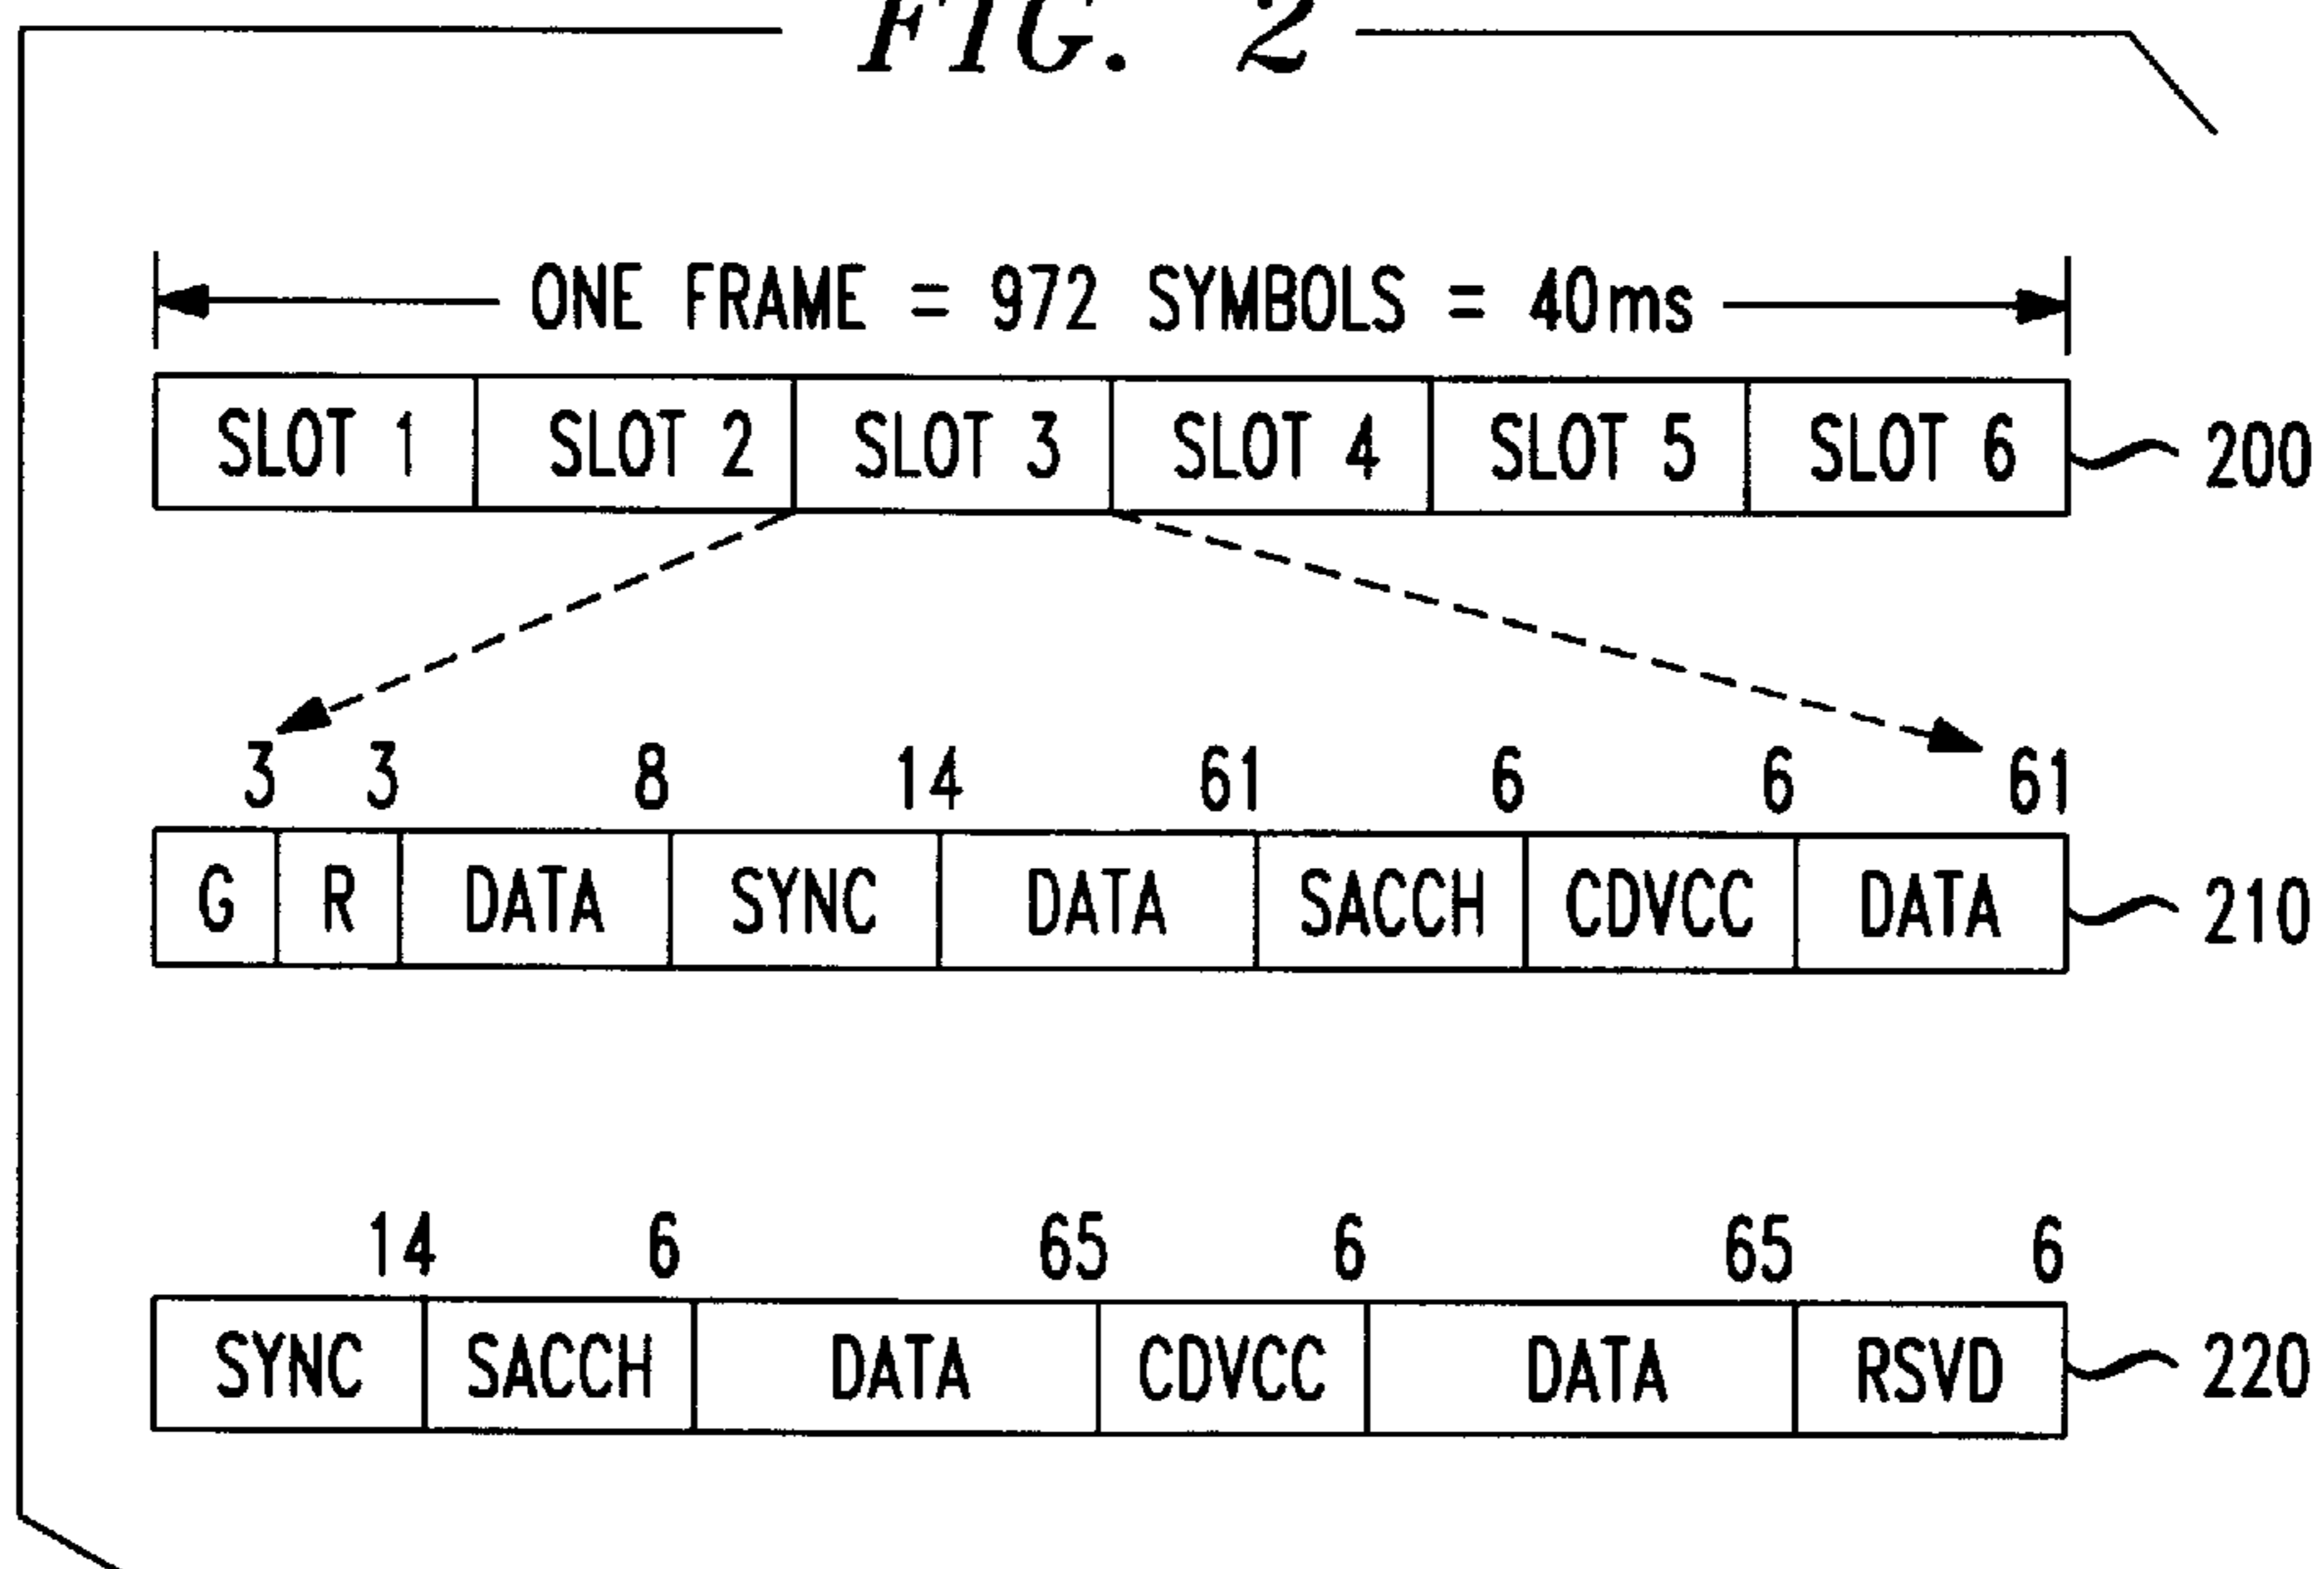 FIG. 2
ONE FRAME = 972 SYMBOLS = 40ms
SLOT 1 SLOT 2 SLOT 3 SLOT 4 SLOT 5 SLOT 6 200
3 3 8 14 61 6 6 61
G R DATA SYNC DATA SACCH CDVCC DATA 210
14 6 65 6 65 6
SYNC SACCH DATA CDVCC DATA RSVD 220